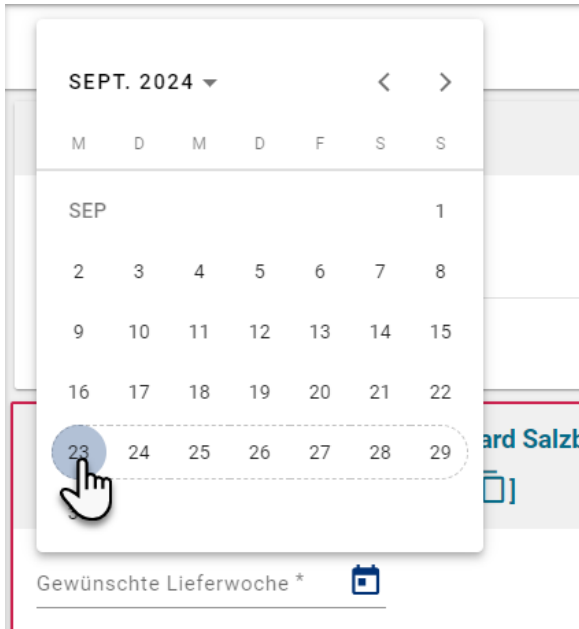 SEPT. 2024
M D M D F S S
SEP 1
2 3 4 5 6 7 8
9 10 11 12 13 14 15
16 17 18 19 20 21 22
23 24 25 26 27 28 29
ard Salzb
]
Gewünschte Lieferwoche *